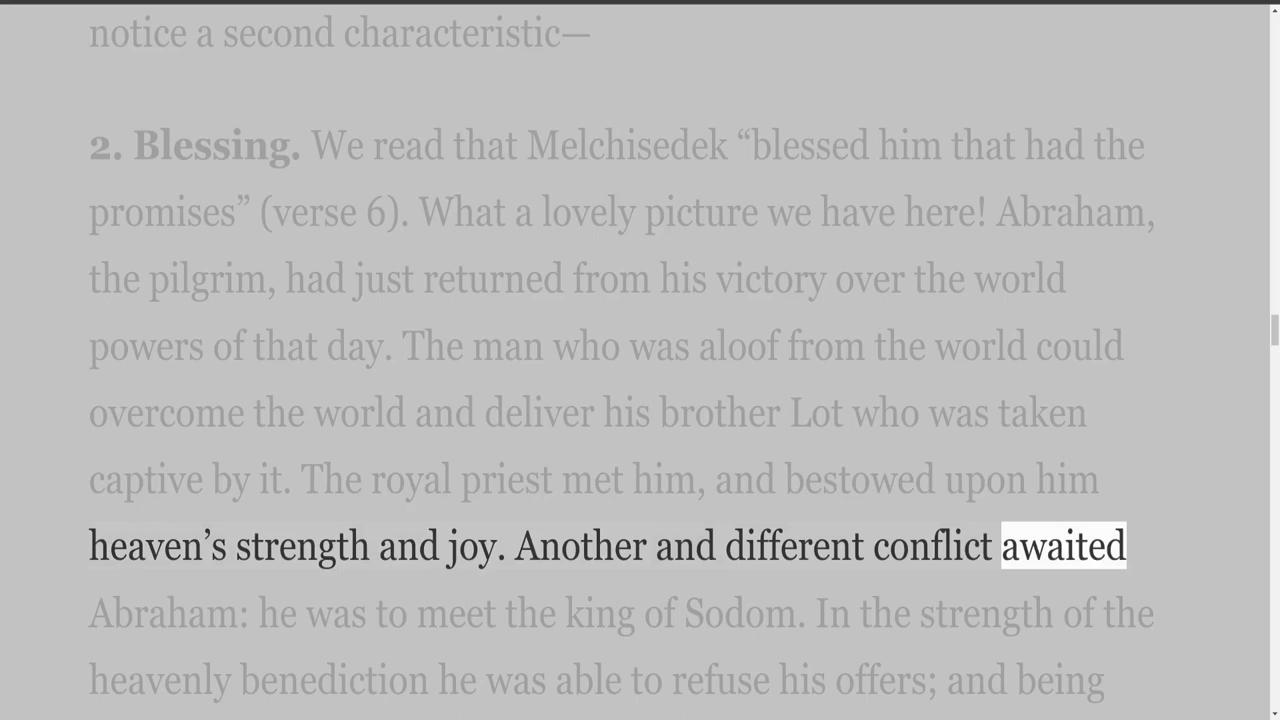 notice a second characteristic—
2. Blessing. We read that Melchisedek “blessed him that had the
promises” (verse 6). What a lovely picture we have here! Abraham,
the pilgrim, had just returned from his victory over the world
powers of that day. The man who was aloof from the world could
overcome the world and deliver his brother Lot who was taken
captive by it. The royal priest met him, and bestowed upon him
heaven’s strength and joy. Another and different conflict awaited
Abraham: he was to meet the king of Sodom. In the strength of the
heavenly benediction he was able to refuse his offers; and being